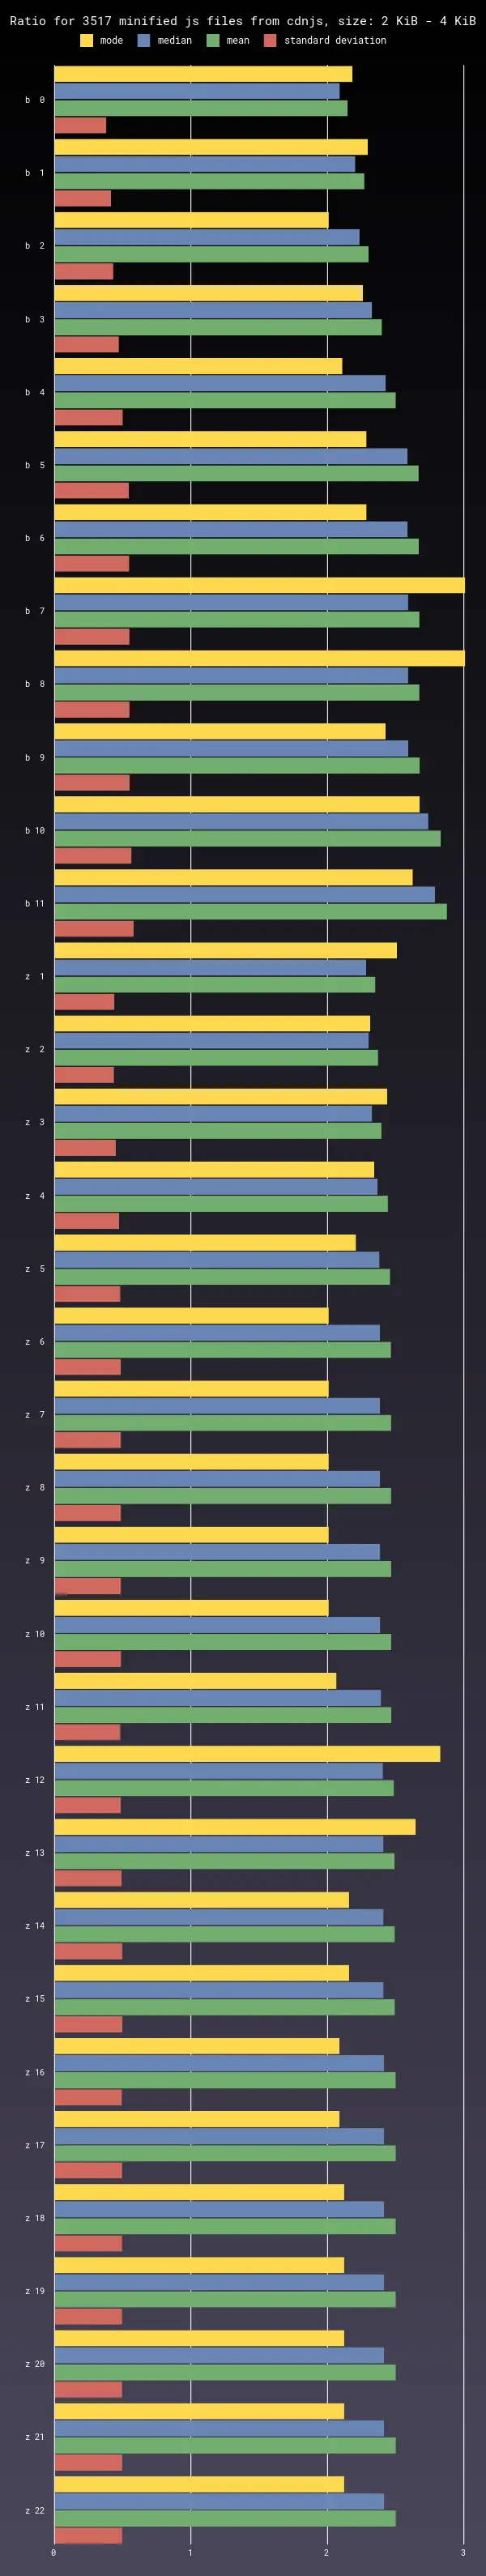 Ratio for 3517 minified js files from cdnjs, size: 2 KiB - 4 KiB
mode median mean standard deviation
b 0
b 1
b 2
b 3
b 4
b 5
b 6
b 7
b 8
b 9
b 10
b 11
z 1
z 2
z 3
z 4
z 5
z 6
z 7
z 8
z 9
z 10
z 11
z 12
z 13
z 14
z 15
z 16
z 17
z 18
z 19
z 20
z 21
z 22
0 1 2 3